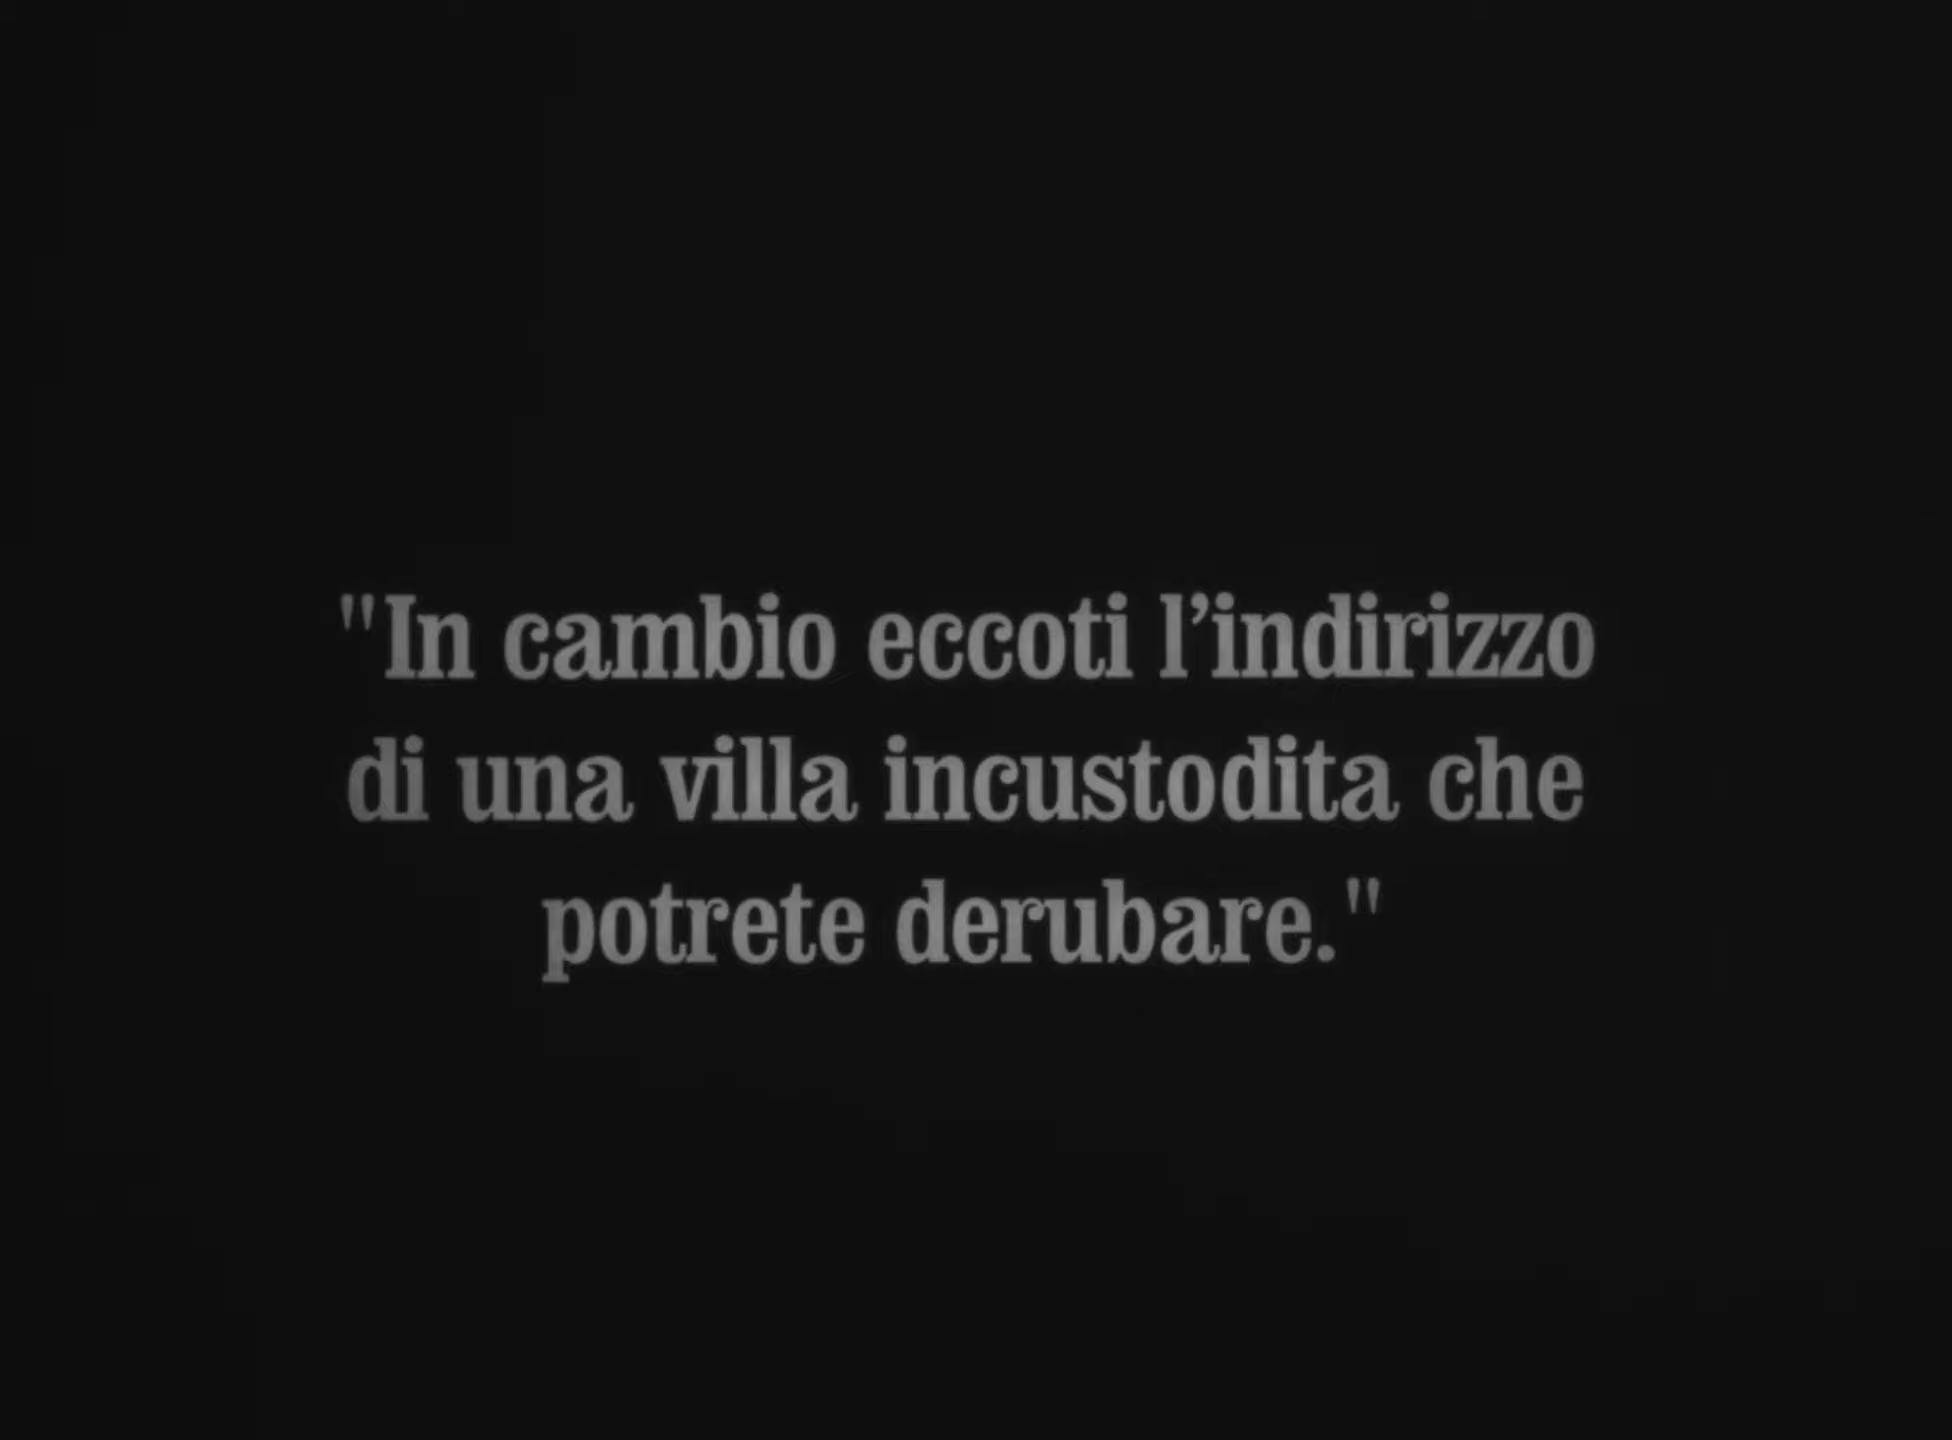 "In cambio eccoti l’indirizzo
di una villa incustodita che
potrete derubare."